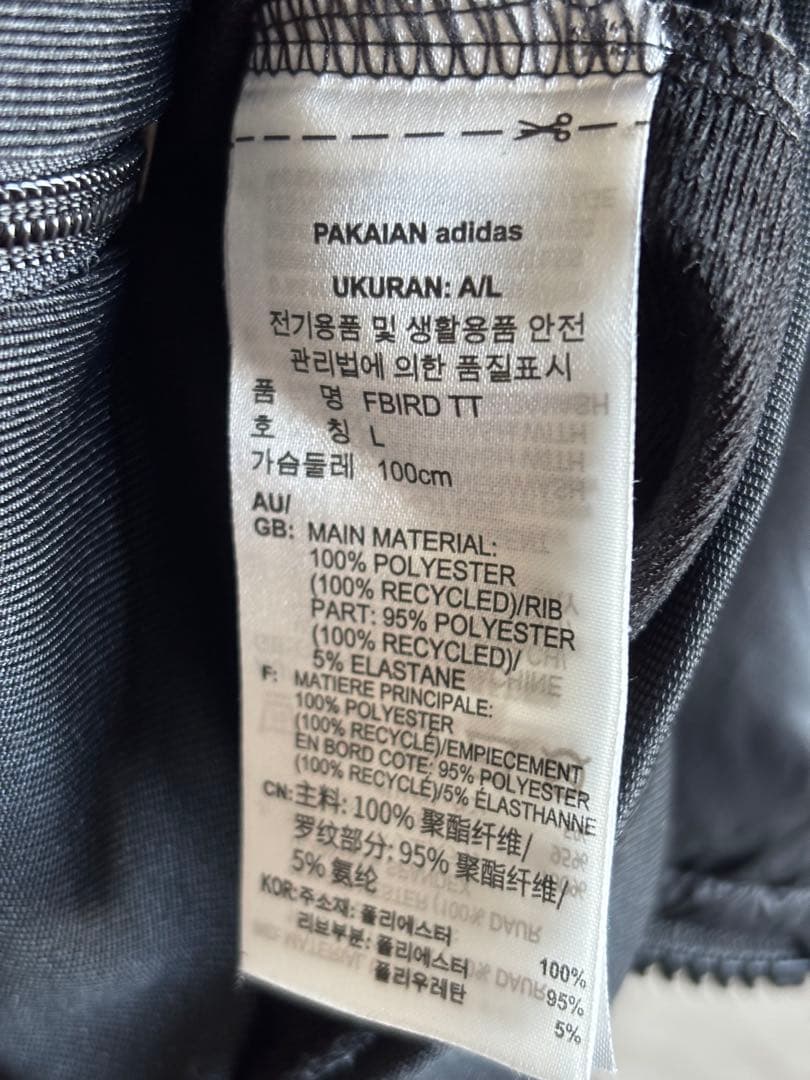 PAKAIAN adidas
UKURAN: A/L
전기용품 및 생활용품 안전
관리법에 의한 품질표시
품 명 FBIRD TT
호 칭 L
가슴둘레 100cm
AU/
GB: MAIN MATERIAL:
100% POLYESTER
(100% RECYCLED)/RIB
PART: 95% POLYESTER
(100% RECYCLED)/
5% ELASTANE
F: MATIERE PRINCIPALE:
100% POLYESTER
(100% RECYCLÉ)/EMPIECEMENT
EN BORD COTE: 95% POLYESTER
(100% RECYCLÉ)/5% ÉLASTHANNE
CN: 主料: 100% 聚酯纤维/
罗纹部分: 95% 聚酯纤维/
5% 氨纶
KOR: 주소재: 폴리에스터 100%
리브부분: 폴리에스터 95%
폴리우레탄 5%